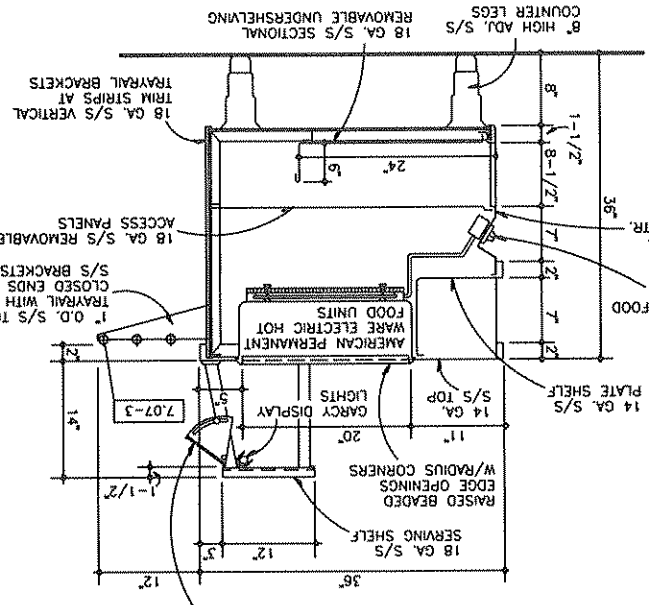 12"
36"
3"
12"
18 GA. S/S
SERVING SHELF
1-1/2"
14"
RAISED BEADED
EDGE OPENINGS
W/RADIUS CORNERS
GARCY DISPLAY
LIGHTS
11"
20"
5"
7.07-3
14 GA.
S/S TOP
14 GA. S/S
PLATE SHELF
2"
2"
7"
2"
7"
8-1/2"
1-1/2"
8"
36"
AMERICAN PERMANENT
WARE ELECTRIC HOT
FOOD UNITS
1" O.D. S/S
TRAYRAIL WITH
CLOSED ENDS
S/S BRACKETS
FOOD
TR.
18 GA. S/S REMOVABLE
ACCESS PANELS
24"
6"
18 GA. S/S VERTICAL
TRIM STRIPS AT
TRAYRAIL BRACKETS
8" HIGH ADJ. S/S
COUNTER LEGS
18 GA. S/S SECTIONAL
REMOVABLE UNDERSHELVING